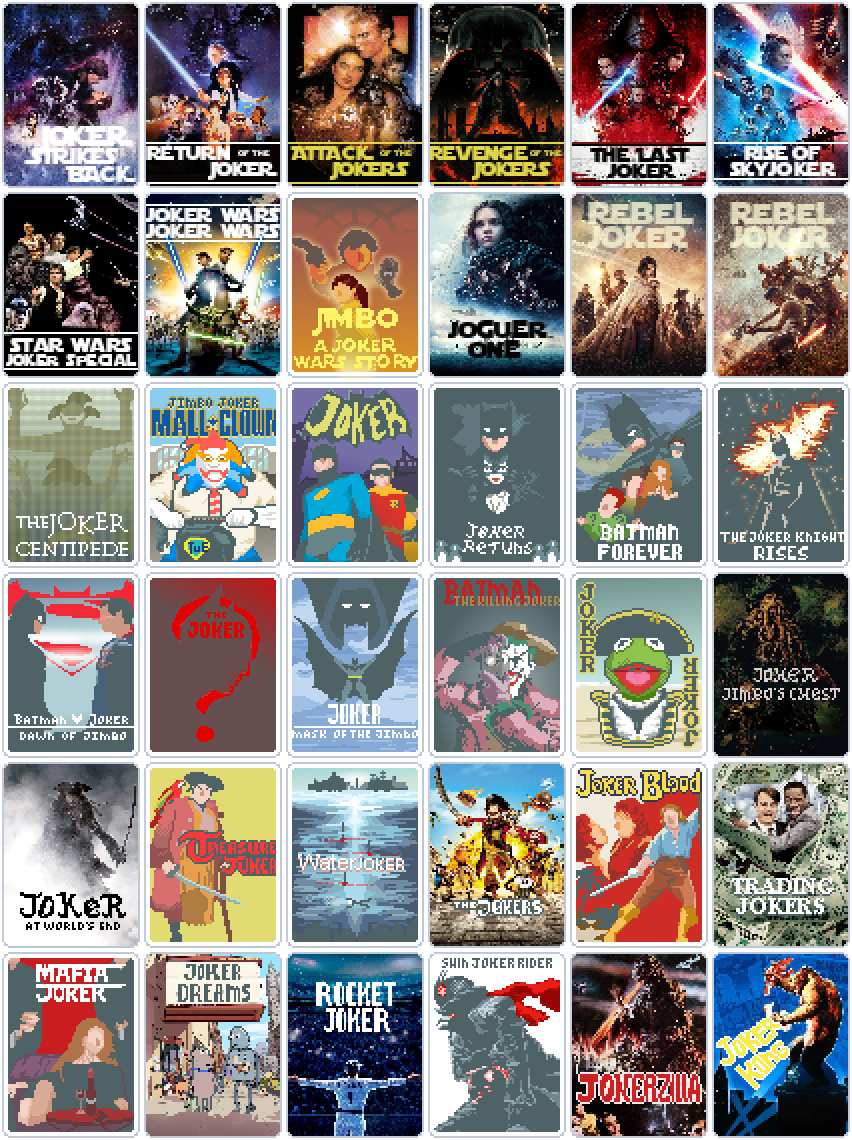 JOKER
STRIKES
BACK
RETURN OF THE
JOKER
ATTACK OF THE
JOKERS
REVENGE OF THE
JOKERS
THE LAST
JOKER
RISE OF
SKYJOKER
STAR WARS
JOKER SPECIAL
JOKER WARS
JOKER WARS
JIMBO
A JOKER
WARS STORY
JOGUER
ONE
REBEL
JOKER
REBEL
JOKER
THE JOKER
CENTIPEDE
JIMBO JOKER
MALL★CLOWN
JOKER
JOKER
RETURNS
BATMAN
FOREVER
THE JOKER KNIGHT
RISES
BATMAN V JOKER
DAWN OF JIMBO
THE
JOKER
JOKER
MASK OF THE JIMBO
BATMAN
THE KILLING JOKER
JOKER
JOKER
JOKER
JIMBO'S CHEST
JOKER
AT WORLD'S END
TREASURE
JOKER
WATERJOKER
THE JOKERS
JOKER BLOOD
TRADING
JOKERS
MAFIA
JOKER
JOKER
DREAMS
ROCKET
JOKER
SHIN JOKER RIDER
JOKERZILLA
JOKER
KONG